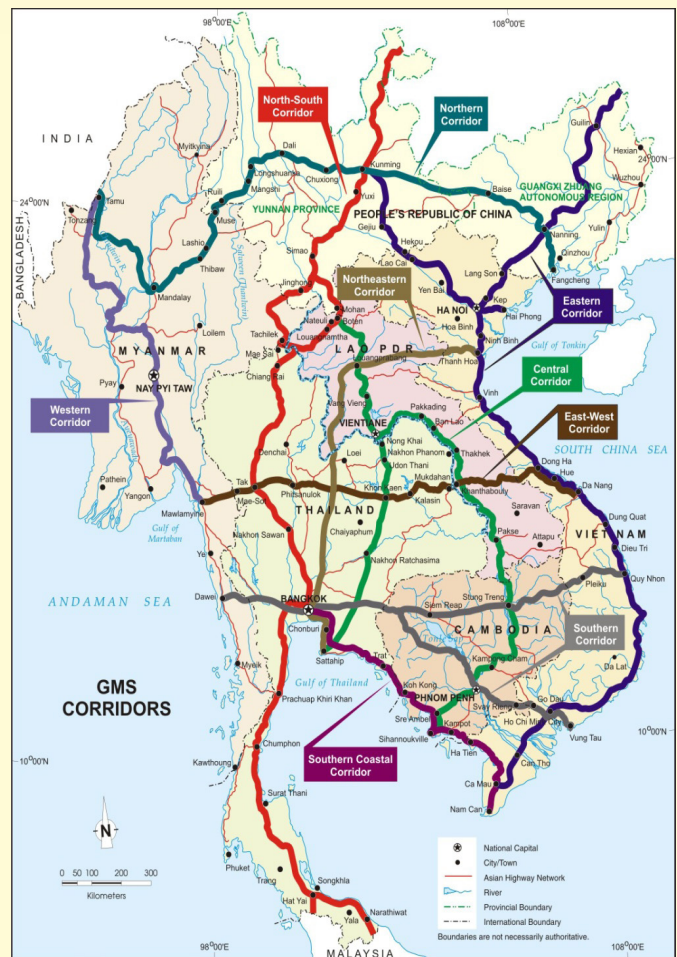 98°00'E
108°00'E
North-South
Corridor
Northern
Corridor
Guilin
INDIA
Hexian
Myitkyina
Dali
24°00'N
Wuzhou
Kunming
Longshuania
Chuxiong
Mangshi
GUANGXI ZHUANG
AUTONOMOUS REGION
Baise
Tamu
Ruili
Yuxi
24°00'N
YUNNAN PROVINCE
Tonzang
Muse
PEOPLE'S REPUBLIC OF CHINA
Yulin
Gejiu
Nanning
BANGLADESH
Lashio
Hekou
Qinzhou
Simao
Lao Cai
Lang Son
Thibaw
Salween (Thandwin)
Fangcheng
Northeastern
Corridor
Yen Bai
Jinghong
Mandalay
Kep
Eastern
Corridor
HA NOI
Mohan
Hai Phong
Nateuli
Boten
Hoa Binh
Loilem
Tachilek
Louang Namtha
Ninh Binh
LAO PDR
Gulf of Tonkin
MYANMAR
Mae Sai
Thanh Hoa
Louangprabang
Central
Corridor
Chiang Rai
NAY PYI TAW
Pyay
Vinh
Vang Vieng
Pakkading
East-West
Corridor
Western
Corridor
VIENTIANE
Ban Lao
Nong Khai
Denchai
Nakhon Phanom
Thakhek
SOUTH CHINA SEA
Loei
Udon Thani
Pathein
Dong Ha
Hue
Tak
Mukdahan
Yangon
Phitsanulok
Khon Kaen
Khanthabouly
Da Nang
Mae-Sot
Kalasin
Mawlamyine
Saravan
THAILAND
Gulf of
Martaban
Dung Quat
Chaiyaphum
Nakhon Sawan
Pakse
VIETNAM
Attapu
Ye
Dieu Tri
Nakhon Ratchasima
Pleiku
Quy Nhon
Dawei
BANGKOK
Stung Treng
ANDAMAN SEA
Siem Reap
CAMBODIA
Southern
Corridor
Chonburi
Sattahip
Trat
Da Lat
Myeik
Kampong Cham
Gulf of Thailand
Koh Kong
GMS
CORRIDORS
PHNOM PENH
Prachuap Khiri Khan
Svay Rieng
Go Dau
Sre Ambel
Ho Chi Minh City
Kampot
Sihannoukville
Vung Tau
10°00'N
Chumphon
Southern Coastal
Corridor
Ha Tien
Can Tho
10°00'N
Kawthoung
Ca Mau
Surat Thani
Nam Can
N
National Capital
City/Town
Phuket
Asian Highway Network
0 50 100 200 300
Trang
Songkhla
River
Kilometers
Hat Yai
Provincial Boundary
Narathiwat
International Boundary
Yala
Boundaries are not necessarily authoritative.
98°00'E
MALAYSIA
108°00'E